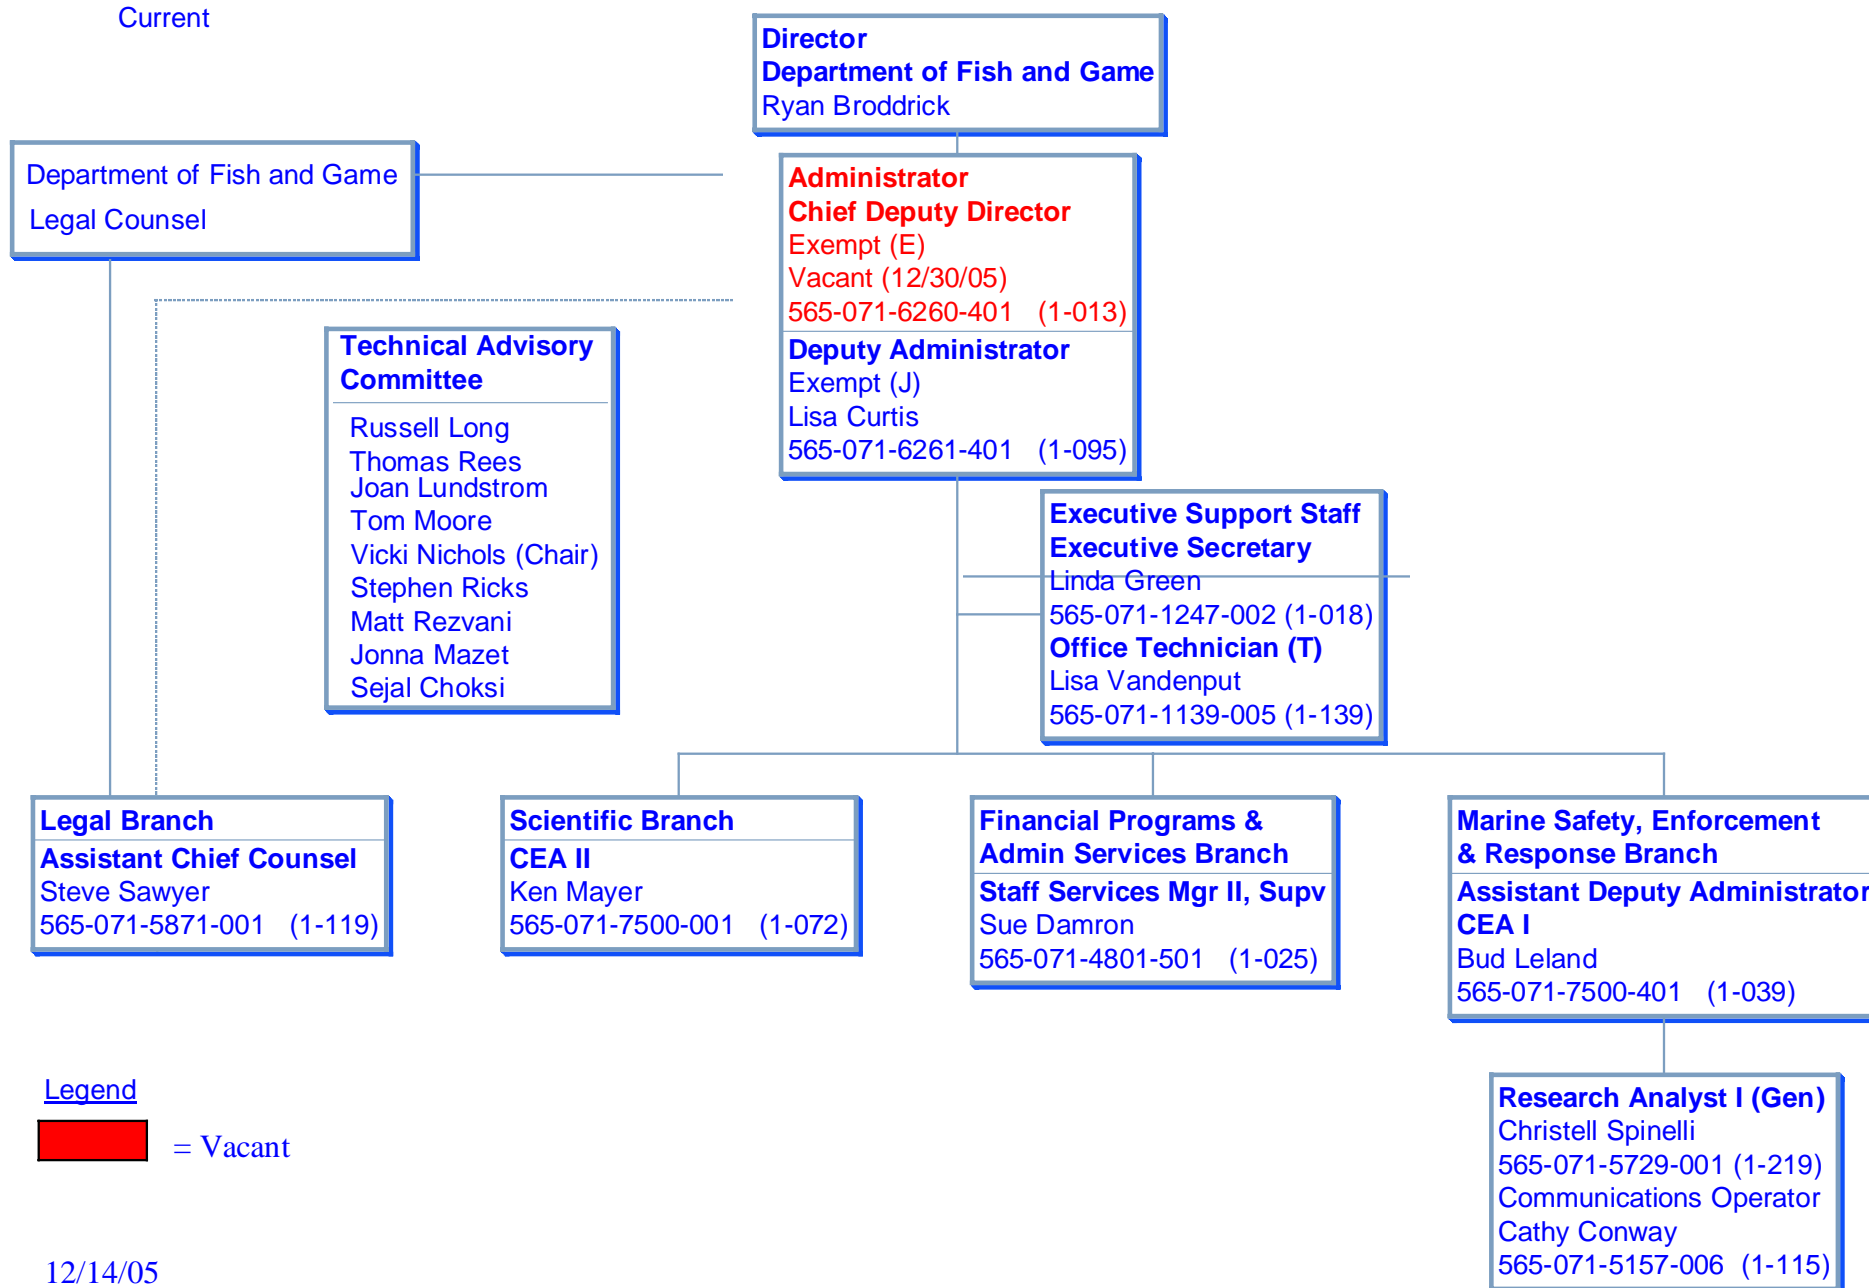 Current
Director
Department of Fish and Game
Ryan Broddrick
Department of Fish and Game
Legal Counsel
Administrator
Chief Deputy Director
Exempt (E)
Vacant (12/30/05)
565-071-6260-401 (1-013)
Deputy Administrator
Exempt (J)
Lisa Curtis
565-071-6261-401 (1-095)
Technical Advisory
Committee
Russell Long
Thomas Rees
Joan Lundstrom
Tom Moore
Vicki Nichols (Chair)
Stephen Ricks
Matt Rezvani
Jonna Mazet
Sejal Choksi
Executive Support Staff
Executive Secretary
Linda Green
565-071-1247-002 (1-018)
Office Technician (T)
Lisa Vandenput
565-071-1139-005 (1-139)
Legal Branch
Assistant Chief Counsel
Steve Sawyer
565-071-5871-001 (1-119)
Scientific Branch
CEA II
Ken Mayer
565-071-7500-001 (1-072)
Financial Programs &
Admin Services Branch
Staff Services Mgr II, Supv
Sue Damron
565-071-4801-501 (1-025)
Marine Safety, Enforcement
& Response Branch
Assistant Deputy Administrator
CEA I
Bud Leland
565-071-7500-401 (1-039)
Research Analyst I (Gen)
Christell Spinelli
565-071-5729-001 (1-219)
Communications Operator
Cathy Conway
565-071-5157-006 (1-115)
Legend
= Vacant
12/14/05